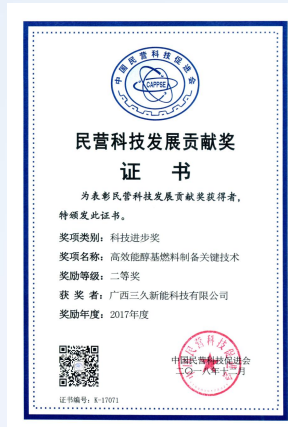 中国民营科技促进会
CAPPSE
民营科技发展贡献奖
证 书
为表彰民营科技发展贡献奖获得者，
特颁发此证书。
奖项类别：科技进步奖
奖项名称：高效能醇基燃料制备关键技术
奖励等级：二等奖
获 奖 者：广西三久新能科技有限公司
奖励年度：2017年度
中国民营科技促进会
二〇一八年十一月
证书编号：K-17071